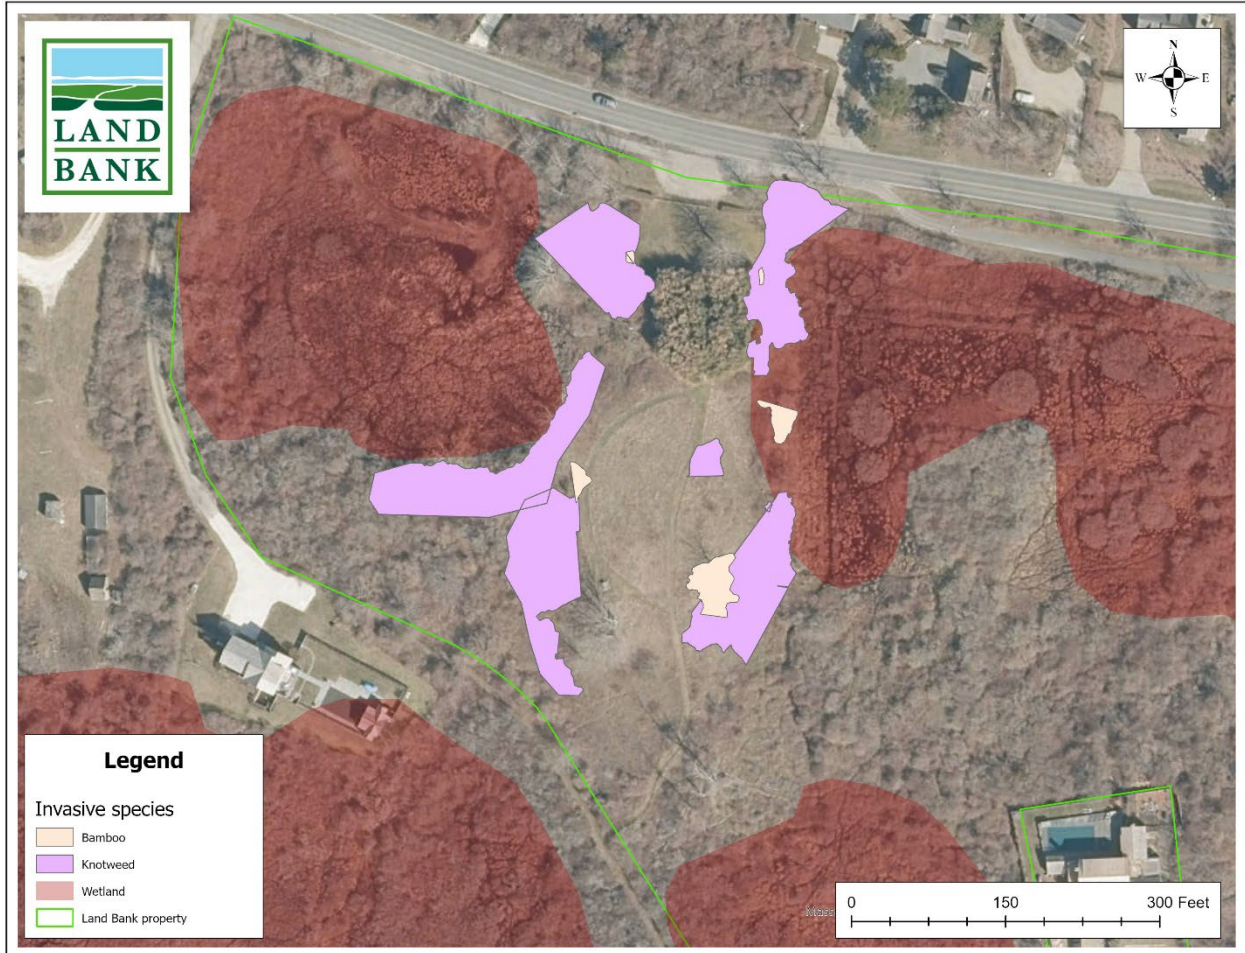 LAND
BANK
N
W E
S
Legend
Invasive species
Bamboo
Knotweed
Wetland
Land Bank property
0 150 300 Feet